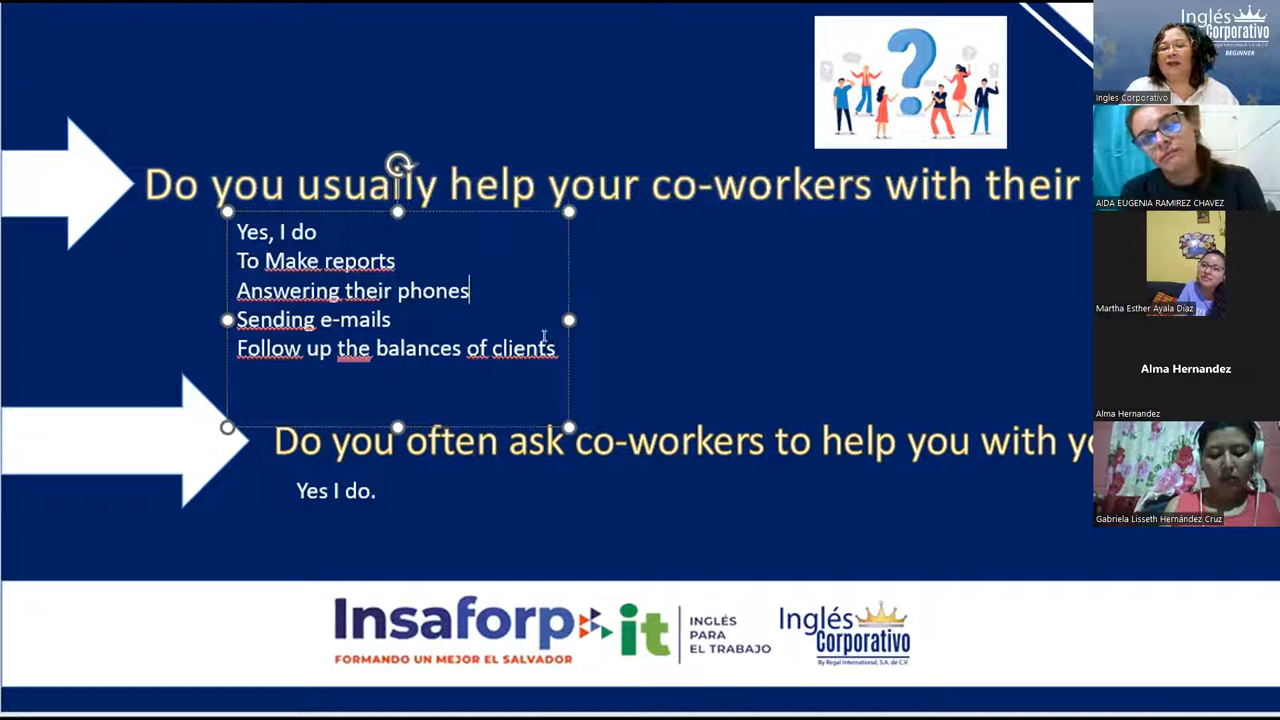 Do you usually help your co-workers with their
Yes, I do
To Make reports
Answering their phones
Sending e-mails
Follow up the balances of clients
Do you often ask co-workers to help you with yo
Yes I do.
Insaforp
FORMANDO UN MEJOR EL SALVADOR
it
INGLÉS
PARA
EL TRABAJO
Inglés
Corporativo
By Regal International, S.A. de C.V.
Inglés
Corporativo
By Regal International, S.A. de C.V.
BEGINNER
Ingles Corporativo
AIDA EUGENIA RAMIREZ CHAVEZ
Martha Esther Ayala Díaz
Alma Hernandez
Alma Hernandez
Gabriela Lisseth Hernández Cruz